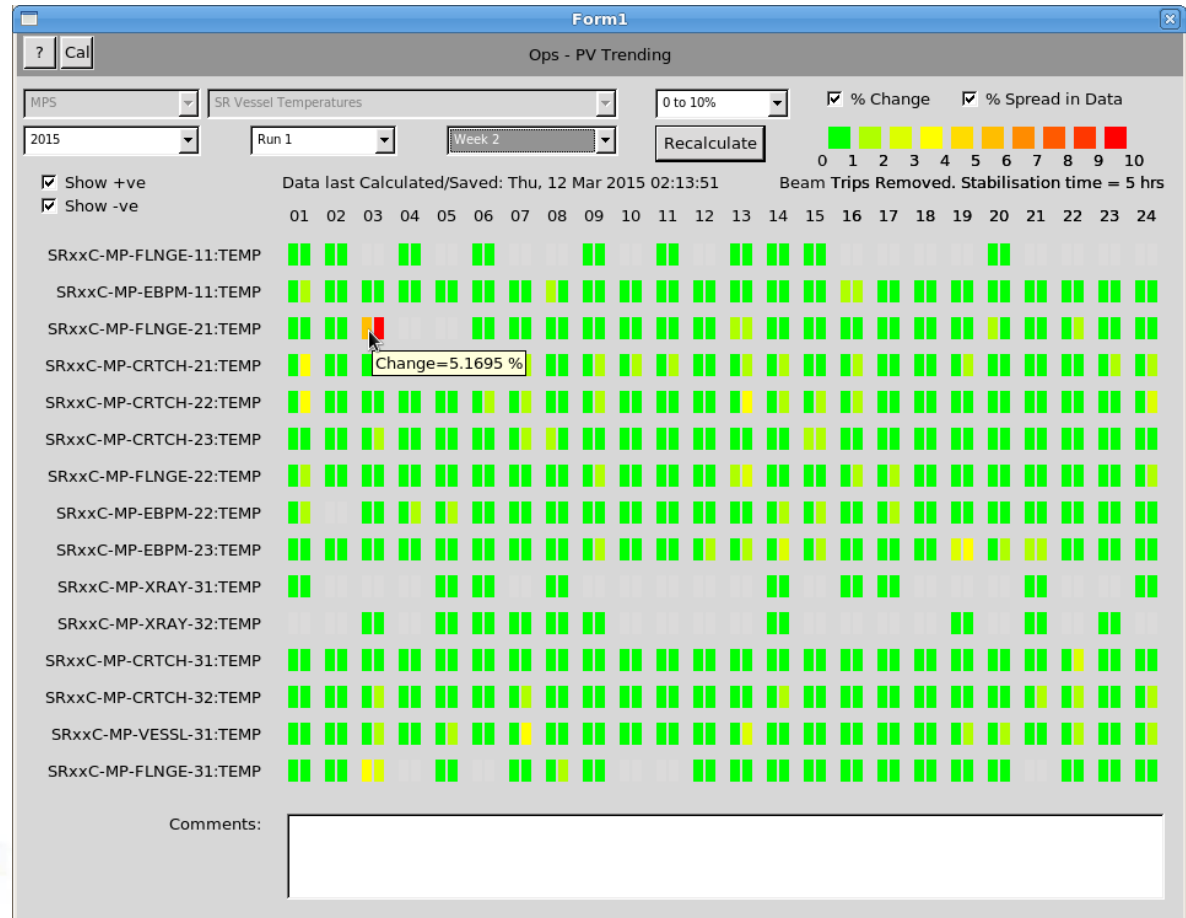 Form1
? Cal Ops - PV Trending
MPS SR Vessel Temperatures 0 to 10% % Change % Spread in Data
2015 Run 1 Week 2 Recalculate
0 1 2 3 4 5 6 7 8 9 10
Show +ve Data last Calculated/Saved: Thu, 12 Mar 2015 02:13:51 Beam Trips Removed. Stabilisation time = 5 hrs
Show -ve
01 02 03 04 05 06 07 08 09 10 11 12 13 14 15 16 17 18 19 20 21 22 23 24
SRxxC-MP-FLNGE-11:TEMP
SRxxC-MP-EBPM-11:TEMP
SRxxC-MP-FLNGE-21:TEMP
Change=5.1695 %
SRxxC-MP-CRTCH-21:TEMP
SRxxC-MP-CRTCH-22:TEMP
SRxxC-MP-CRTCH-23:TEMP
SRxxC-MP-FLNGE-22:TEMP
SRxxC-MP-EBPM-22:TEMP
SRxxC-MP-EBPM-23:TEMP
SRxxC-MP-XRAY-31:TEMP
SRxxC-MP-XRAY-32:TEMP
SRxxC-MP-CRTCH-31:TEMP
SRxxC-MP-CRTCH-32:TEMP
SRxxC-MP-VESSL-31:TEMP
SRxxC-MP-FLNGE-31:TEMP
Comments: